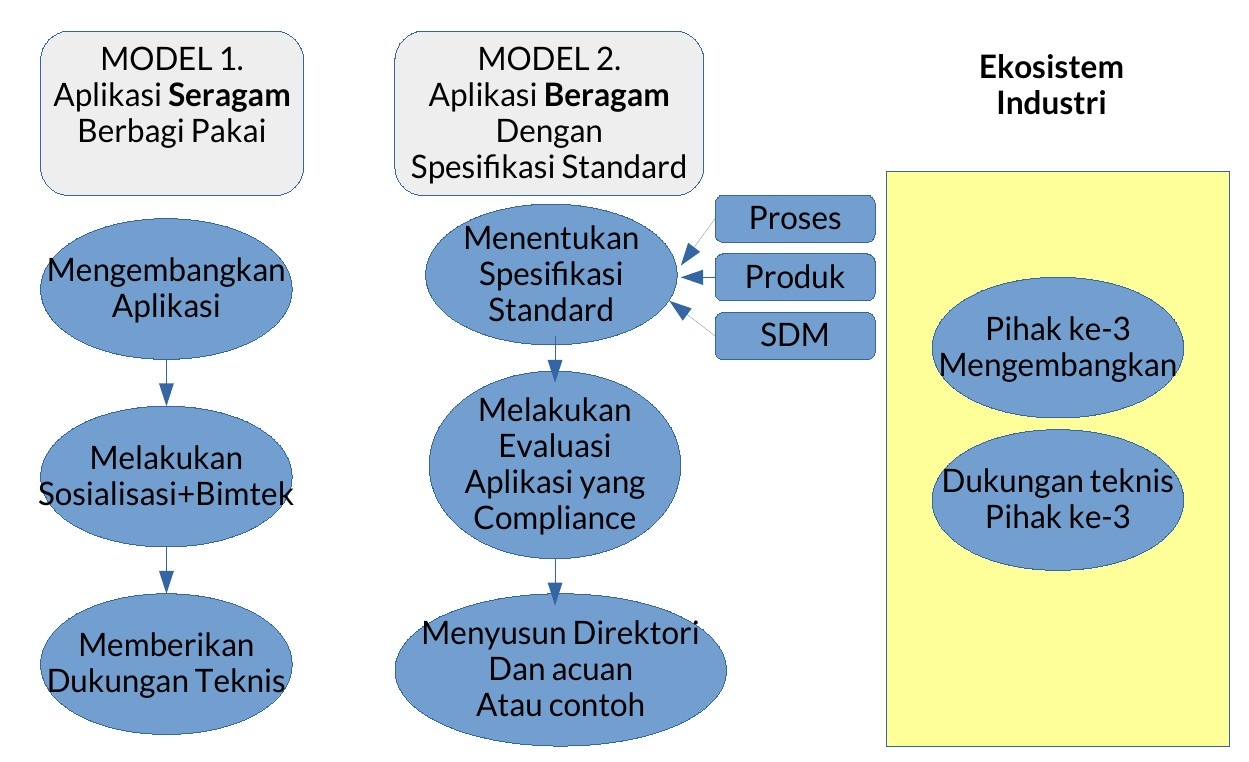 MODEL 1.
Aplikasi Seragam
Berbagi Pakai
Mengembangkan
Aplikasi
Melakukan
Sosialisasi+Bimtek
Memberikan
Dukungan Teknis
MODEL 2.
Aplikasi Beragam
Dengan
Spesifikasi Standard
Menentukan
Spesifikasi
Standard
Proses
Produk
SDM
Melakukan
Evaluasi
Aplikasi yang
Compliance
Menyusun Direktori
Dan acuan
Atau contoh
Ekosistem
Industri
Pihak ke-3
Mengembangkan
Dukungan teknis
Pihak ke-3